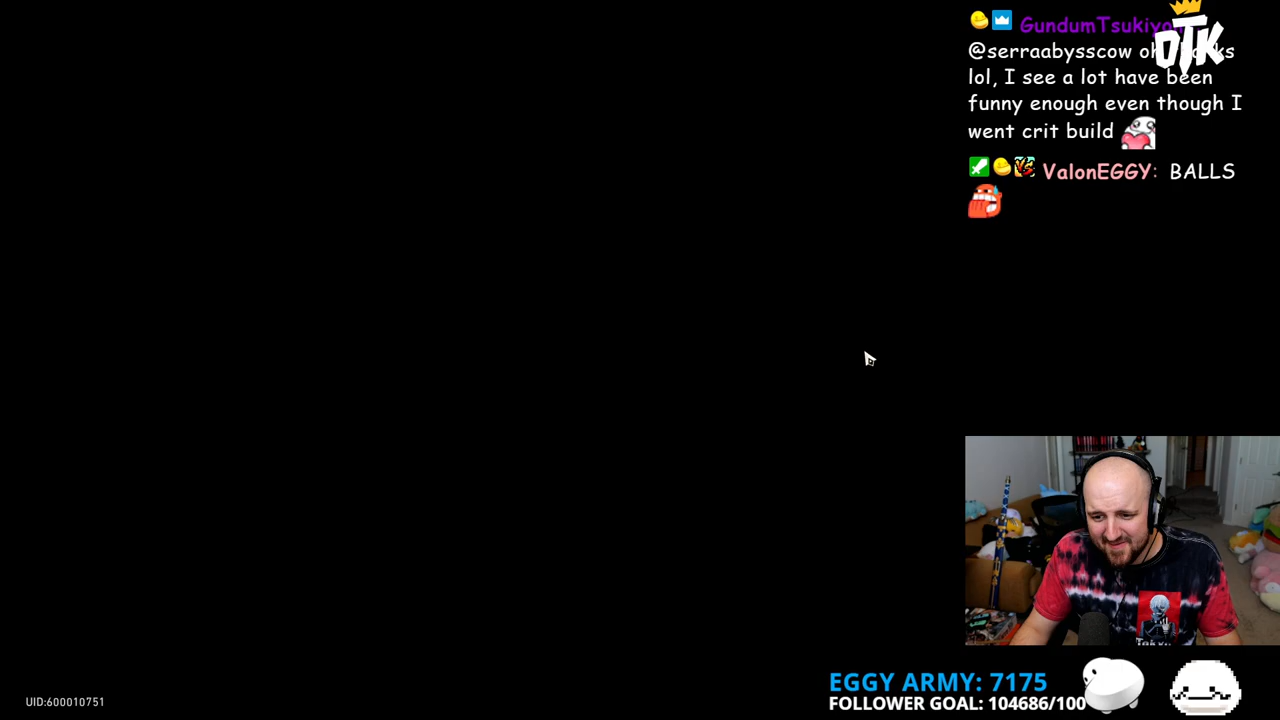 GundumTsukiyo
OTK
@serraabysscow
lol, I see a lot have been
funny enough even though I
went crit build
ValonEGGY: BALLS
EGGY ARMY: 7175
FOLLOWER GOAL: 104686/100
UID:600010751